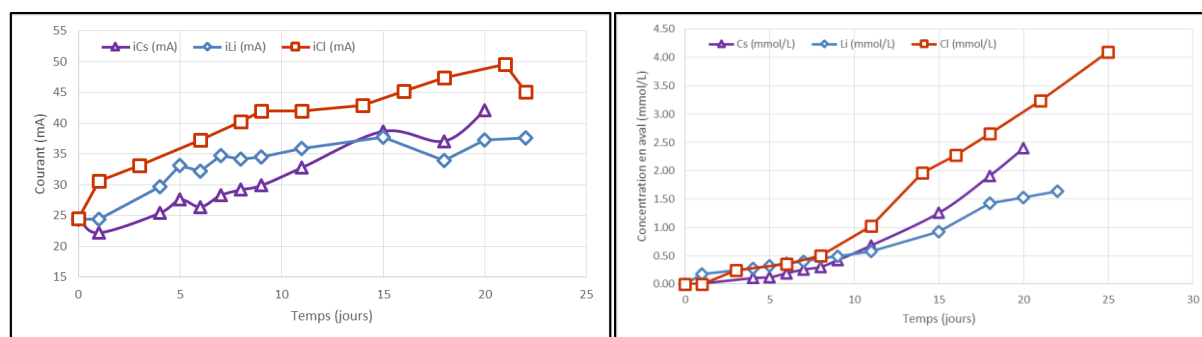 iCs (mA) iLi (mA) iCl (mA)
Courant (mA)
55
50
45
40
35
30
25
20
15
0 5 10 15 20 25
Temps (jours)
Cs (mmol/L) Li (mmol/L) Cl (mmol/L)
Concentration en aval (mmol/L)
4.50
4.00
3.50
3.00
2.50
2.00
1.50
1.00
0.50
0.00
0 5 10 15 20 25 30
Temps (jours)